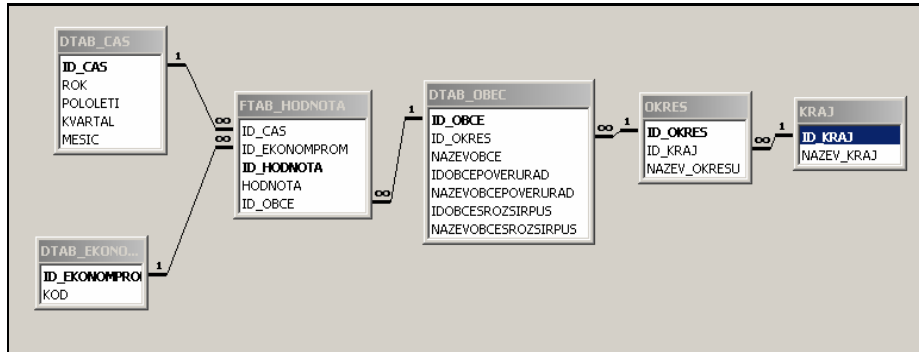 DTAB_CAS
ID_CAS
ROK
POLOLETI
KVARTAL
MESIC
1
∞
∞
FTAB_HODNOTA
ID_CAS
ID_EKONOMPROM
ID_HODNOTA
HODNOTA
ID_OBCE
1
∞
DTAB_OBEC
ID_OBCE
ID_OKRES
NAZEVOBCE
IDOBCEPOVERURAD
NAZEVOBCEPOVERURAD
IDOBCESROZSIRPUS
NAZEVOBCESROZSIRPUS
∞
1
OKRES
ID_OKRES
ID_KRAJ
NAZEV_OKRESU
∞
1
KRAJ
ID_KRAJ
NAZEV_KRAJ
DTAB_EKONO...
ID_EKONOMPRO
KOD
1